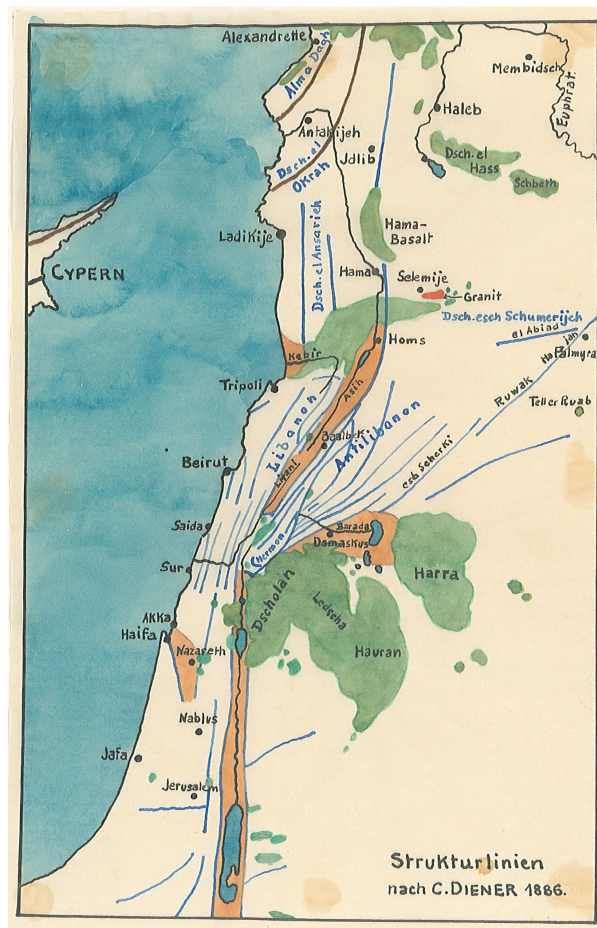 Alexandrette
Alma Dagh
Membidsch
Euphrat.
Haleb
Antakijeh
Jdlib
Dsch.el
Hass
Schbeth
Dsch.el
Okrah
Hama-
Basalt
Ladikije
Dsch.el Ansarieh
CYPERN
Hama
Selemije
Granit
Dsch.esch Schumerijeh
el Abiad
Homs
Kebir
Palmyra
Tripoli
Asih
Ruwak
Libanon
Antilibanon
Baalbek
esh Scherki
Beirut
Litani
Saida
Barada
Damaskus
Hermon
Sur
Harra
Dscholan
Ledscha
Akka
Haifa
Nazareth
Hauran
Nablus
Jafa
Jerusalem
Strukturlinien
nach C.DIENER 1886.